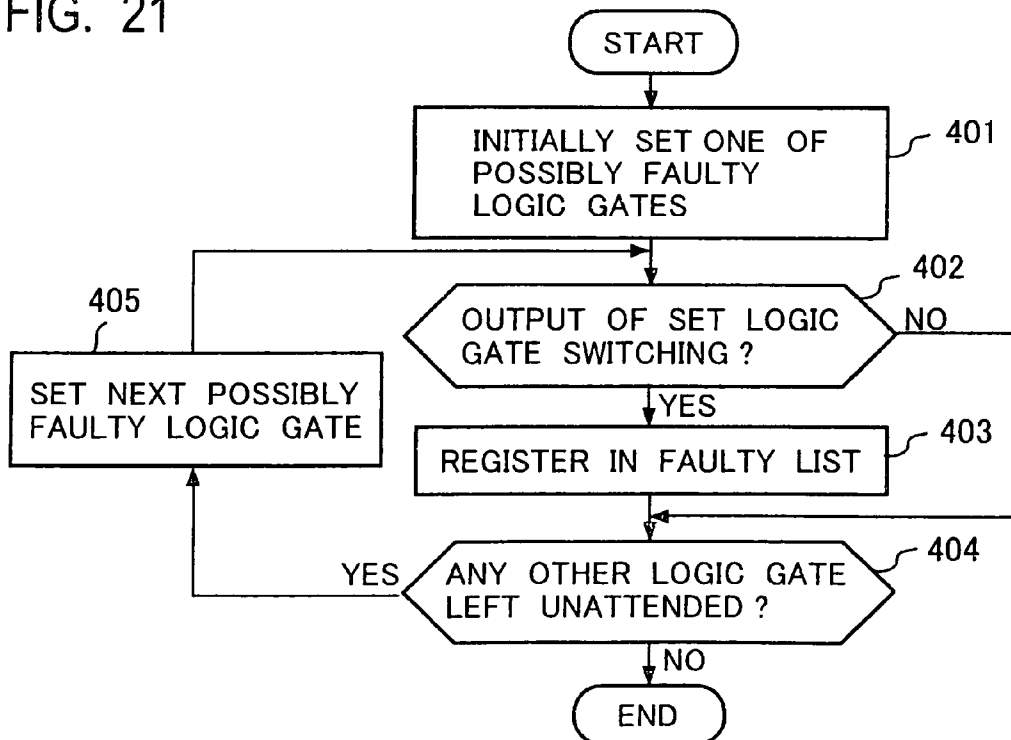 FIG. 21
START
INITIALLY SET ONE OF
POSSIBLY FAULTY
LOGIC GATES
401
402
405
OUTPUT OF SET LOGIC
GATE SWITCHING ?
NO
SET NEXT POSSIBLY
FAULTY LOGIC GATE
YES
403
REGISTER IN FAULTY LIST
404
YES
ANY OTHER LOGIC GATE
LEFT UNATTENDED ?
NO
END